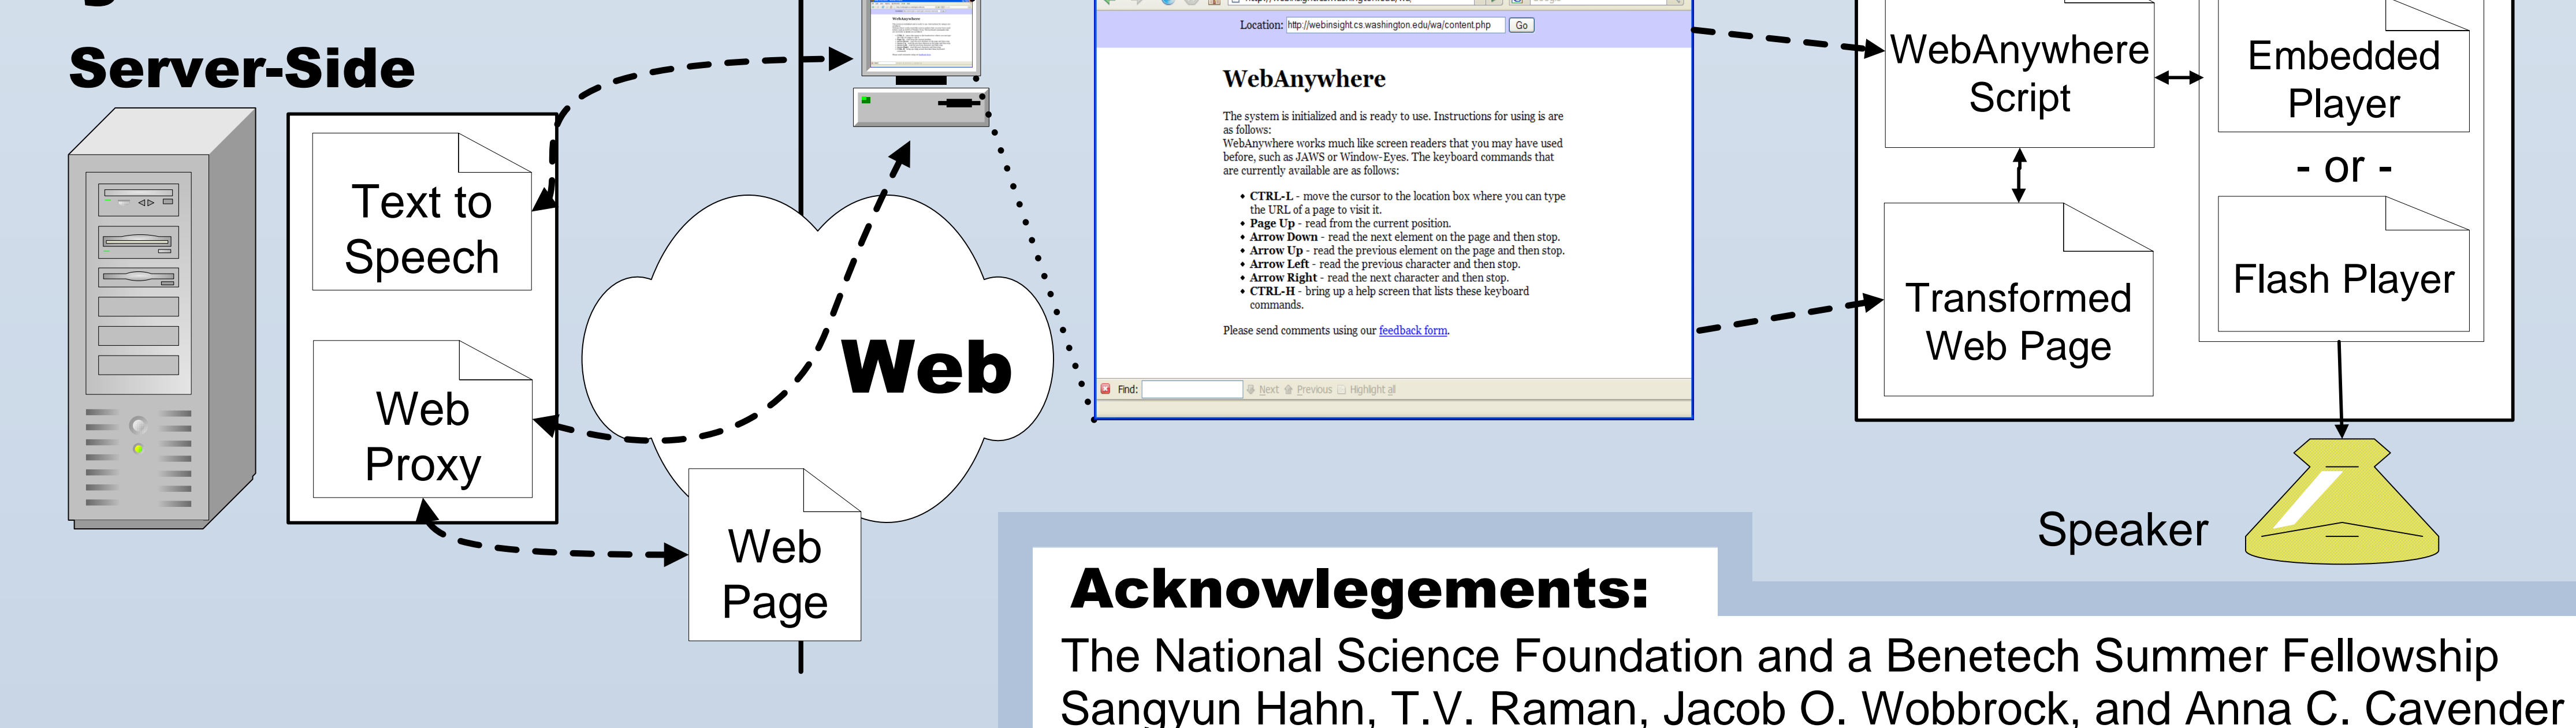 Server-Side
Text to
Speech
Web
Proxy
Web
Web
Page
Location: http://webinsight.cs.washington.edu/wa/content.php Go
WebAnywhere
The system is initialized and is ready to use. Instructions for using is are
as follows:
WebAnywhere works much like screen readers that you may have used
before, such as JAWS or Window-Eyes. The keyboard commands that
are currently available are as follows:
CTRL-L - move the cursor to the location box where you can type
the URL of a page to visit it.
Page Up - read from the current position.
Arrow Down - read the next element on the page and then stop.
Arrow Up - read the previous element on the page and then stop.
Arrow Left - read the previous character and then stop.
Arrow Right - read the next character and then stop.
CTRL-H - bring up a help screen that lists these keyboard
commands.
Please send comments using our feedback form.
Find: Next Previous Highlight all
WebAnywhere
Script
Embedded
Player
- or -
Transformed
Web Page
Flash Player
Speaker
Acknowlegements:
The National Science Foundation and a Benetech Summer Fellowship
Sangyun Hahn, T.V. Raman, Jacob O. Wobbrock, and Anna C. Cavender